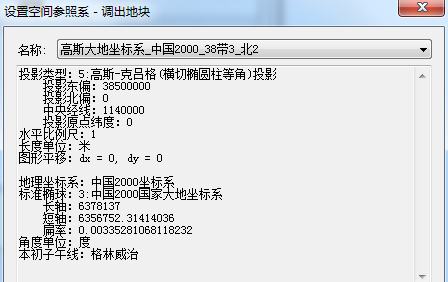 设置空间参照系 - 调出地块
名称: 高斯大地坐标系_中国2000_38带3_北2
投影类型: 5:高斯-克吕格(横切椭圆柱等角)投影
投影东偏: 38500000
投影北偏: 0
中央经线: 1140000
投影原点纬度: 0
水平比例尺: 1
长度单位: 米
图形平移: dx = 0, dy = 0
地理坐标系: 中国2000坐标系
标准椭球: 3:中国2000国家大地坐标系
长轴: 6378137
短轴: 6356752.31414036
扁率: 0.00335281068118232
角度单位: 度
本初子午线: 格林威治